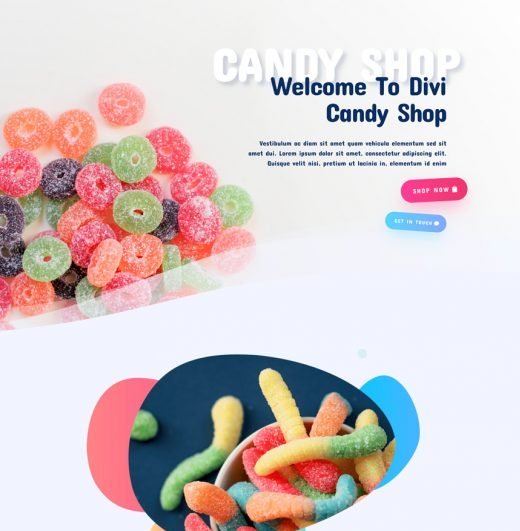 CANDY SHOP
Welcome To Divi
Candy Shop
Vestibulum ac diam sit amet quam vehicula elementum sed sit
amet dui. Lorem ipsum dolor sit amet, consectetur adipiscing elit.
Quisque velit nisi, pretium ut lacinia in, elementum id enim
SHOP NOW
GET IN TOUCH